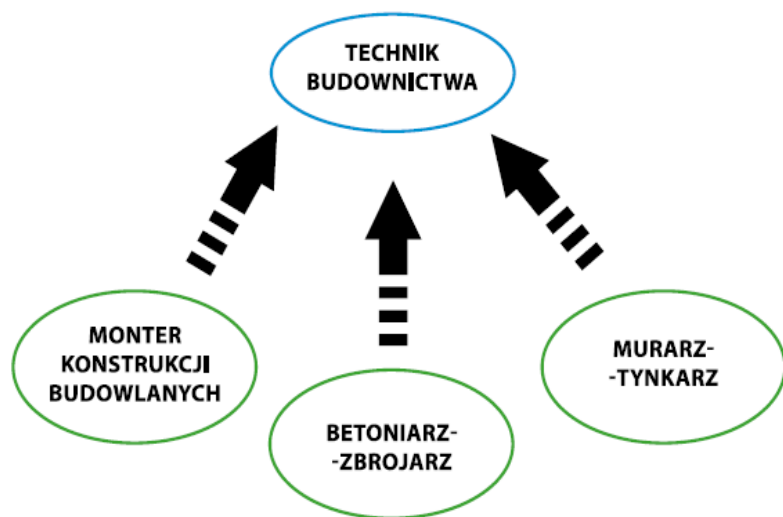 TECHNIK
BUDOWNICTWA
MONTER
KONSTRUKCJI
BUDOWLANYCH
BETONIARZ-
-ZBROJARZ
MURARZ-
-TYNKARZ